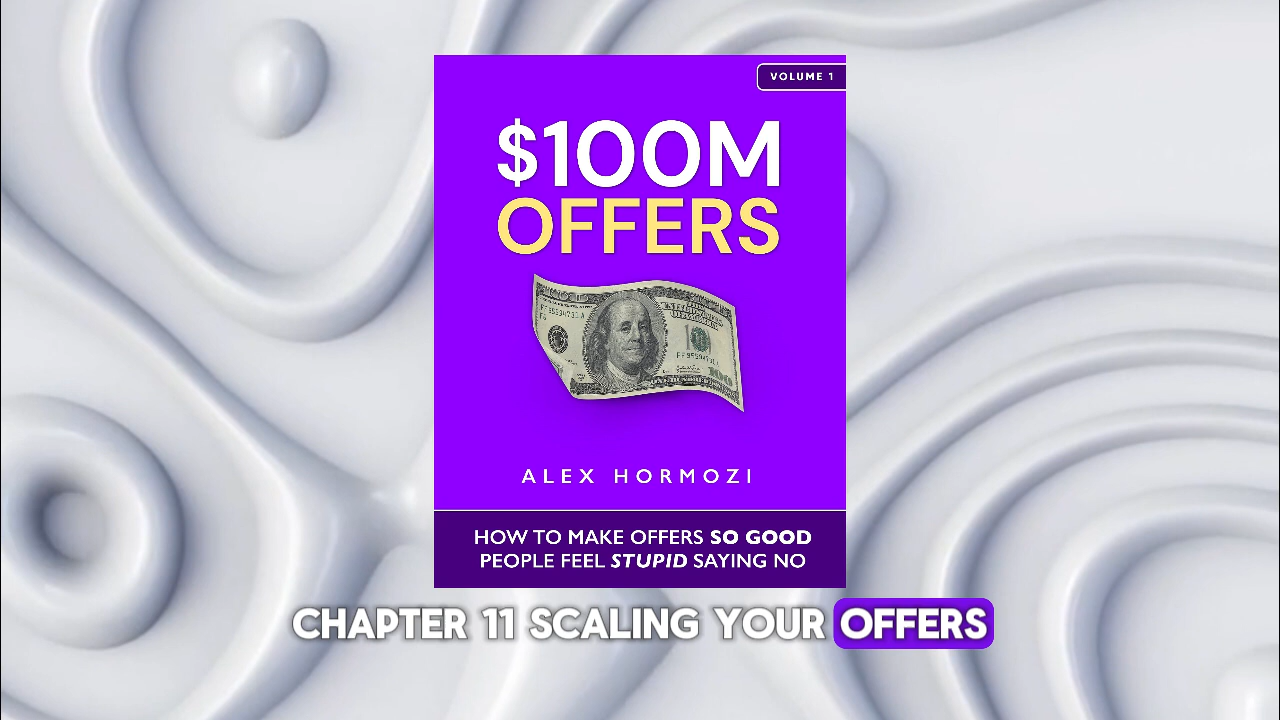 VOLUME 1
$100M
OFFERS
ALEX HORMOZI
HOW TO MAKE OFFERS SO GOOD
PEOPLE FEEL STUPID SAYING NO
CHAPTER 11 SCALING YOUR OFFERS